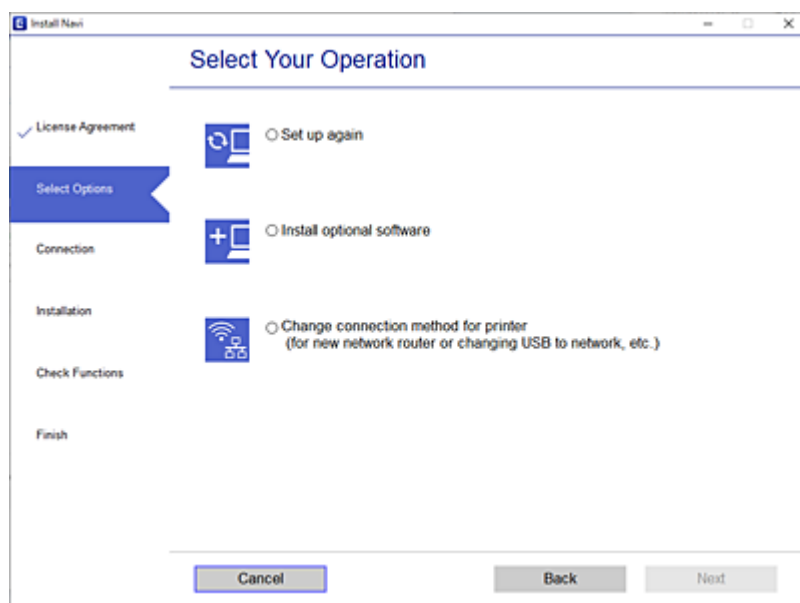 Install Navi
Select Your Operation
License Agreement
Select Options
Connection
Installation
Check Functions
Finish
Set up again
Install optional software
Change connection method for printer
(for new network router or changing USB to network, etc.)
Cancel
Back
Next